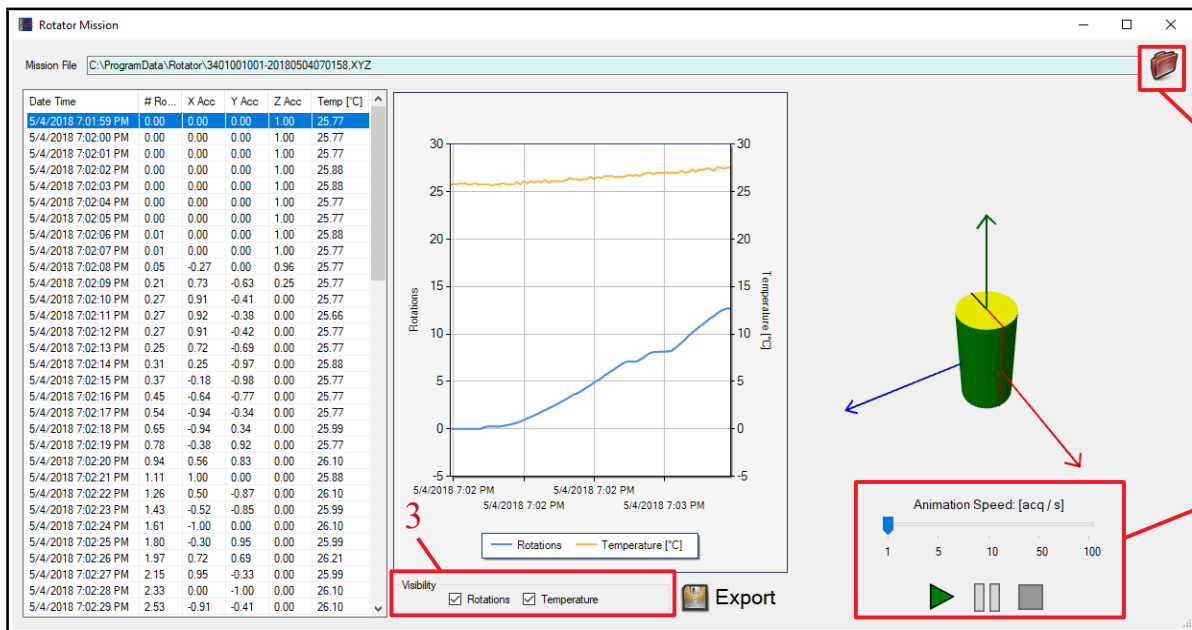 Rotator Mission
Mission File C:\ProgramData\Rotator\3401001001-20180504070158.XYZ
Date Time # Ro... X Acc Y Acc Z Acc Temp [°C]
5/4/2018 7:01:59 PM 0.00 0.00 0.00 1.00 25.77
5/4/2018 7:02:00 PM 0.00 0.00 0.00 1.00 25.77
5/4/2018 7:02:01 PM 0.00 0.00 0.00 1.00 25.77
5/4/2018 7:02:02 PM 0.00 0.00 0.00 1.00 25.88
5/4/2018 7:02:03 PM 0.00 0.00 0.00 1.00 25.88
5/4/2018 7:02:04 PM 0.00 0.00 0.00 1.00 25.77
5/4/2018 7:02:05 PM 0.00 0.00 0.00 1.00 25.77
5/4/2018 7:02:06 PM 0.01 0.00 0.00 1.00 25.88
5/4/2018 7:02:07 PM 0.01 0.00 0.00 1.00 25.77
5/4/2018 7:02:08 PM 0.05 -0.27 0.00 0.96 25.77
5/4/2018 7:02:09 PM 0.21 0.73 -0.63 0.25 25.77
5/4/2018 7:02:10 PM 0.27 0.91 -0.41 0.00 25.77
5/4/2018 7:02:11 PM 0.27 0.92 -0.38 0.00 25.66
5/4/2018 7:02:12 PM 0.27 0.91 -0.42 0.00 25.77
5/4/2018 7:02:13 PM 0.25 0.72 -0.69 0.00 25.77
5/4/2018 7:02:14 PM 0.31 0.25 -0.97 0.00 25.88
5/4/2018 7:02:15 PM 0.37 -0.18 -0.98 0.00 25.77
5/4/2018 7:02:16 PM 0.45 -0.64 -0.77 0.00 25.77
5/4/2018 7:02:17 PM 0.54 -0.94 -0.34 0.00 25.77
5/4/2018 7:02:18 PM 0.65 -0.94 0.34 0.00 25.99
5/4/2018 7:02:19 PM 0.78 -0.38 0.92 0.00 25.77
5/4/2018 7:02:20 PM 0.94 0.56 0.83 0.00 26.10
5/4/2018 7:02:21 PM 1.11 1.00 0.00 0.00 25.88
5/4/2018 7:02:22 PM 1.26 0.50 -0.87 0.00 26.10
5/4/2018 7:02:23 PM 1.43 -0.52 -0.85 0.00 25.99
5/4/2018 7:02:24 PM 1.61 -1.00 0.00 0.00 26.10
5/4/2018 7:02:25 PM 1.80 -0.30 0.95 0.00 25.99
5/4/2018 7:02:26 PM 1.97 0.72 0.69 0.00 26.21
5/4/2018 7:02:27 PM 2.15 0.95 -0.33 0.00 25.99
5/4/2018 7:02:28 PM 2.33 0.00 -1.00 0.00 26.10
5/4/2018 7:02:29 PM 2.53 -0.91 -0.41 0.00 26.10
30 30
25 25
20 20
15 15
10 10
5 5
0 0
-5 -5
Rotations
Temperature [°C]
5/4/2018 7:02 PM 5/4/2018 7:02 PM
5/4/2018 7:02 PM 5/4/2018 7:03 PM
Rotations Temperature [°C]
3
Visibility
Rotations Temperature
Export
Animation Speed: [acq / s]
1 5 10 50 100